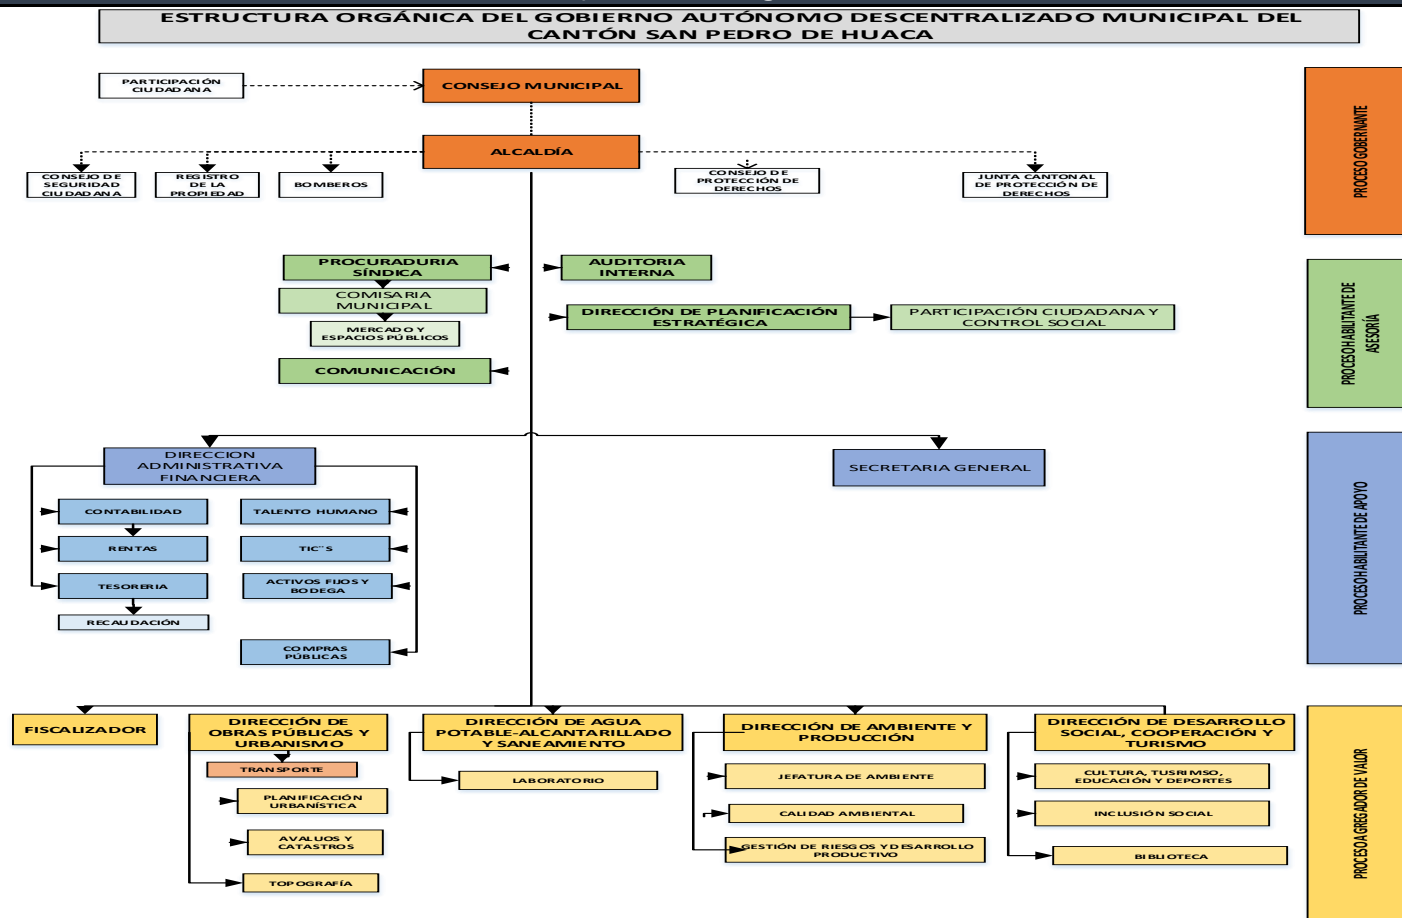 ESTRUCTURA ORGÁNICA DEL GOBIERNO AUTÓNOMO DESCENTRALIZADO MUNICIPAL DEL
CANTÓN SAN PEDRO DE HUACA
PARTICIPACIÓN
CIUDADANA
CONSEJO MUNICIPAL
ALCALDÍA
CONSEJO DE
SEGURIDAD
CIUDADANA
REGISTRO
DE LA
PROPIEDAD
BOMBEROS
CONSEJO DE
PROTECCIÓN DE
DERECHOS
JUNTA CANTONAL
DE PROTECCIÓN DE
DERECHOS
PROCESO GOBERNANTE
PROCURADURIA
SÍNDICA
AUDITORIA
INTERNA
COMISARIA
MUNICIPAL
MERCADO Y
ESPACIOS PÚBLICOS
DIRECCIÓN DE PLANIFICACIÓN
ESTRATÉGICA
PARTICIPACIÓN CIUDADANA Y
CONTROL SOCIAL
COMUNICACIÓN
PROCESO HABILITANTE DE
ASESORÍA
DIRECCION
ADMINISTRATIVA
FINANCIERA
SECRETARIA GENERAL
CONTABILIDAD
TALENTO HUMANO
RENTAS
TIC¨S
TESORERIA
ACTIVOS FIJOS Y
BODEGA
RECAUDACIÓN
COMPRAS
PÚBLICAS
PROCESO HABILITANTE DE APOYO
FISCALIZADOR
DIRECCIÓN DE
OBRAS PÚBLICAS Y
URBANISMO
TRANSPORTE
PLANIFICACIÓN
URBANÍSTICA
AVALUOS Y
CATASTROS
TOPOGRAFÍA
DIRECCIÓN DE AGUA
POTABLE-ALCANTARILLADO
Y SANEAMIENTO
LABORATORIO
DIRECCIÓN DE AMBIENTE Y
PRODUCCIÓN
JEFATURA DE AMBIENTE
CALIDAD AMBIENTAL
GESTIÓN DE RIESGOS Y DESARROLLO
PRODUCTIVO
DIRECCIÓN DE DESARROLLO
SOCIAL, COOPERACIÓN Y
TURISMO
CULTURA, TUSRIMSO,
EDUCACIÓN Y DEPORTES
INCLUSIÓN SOCIAL
BIBLIOTECA
PROCESO AGREGADOR DE VALOR